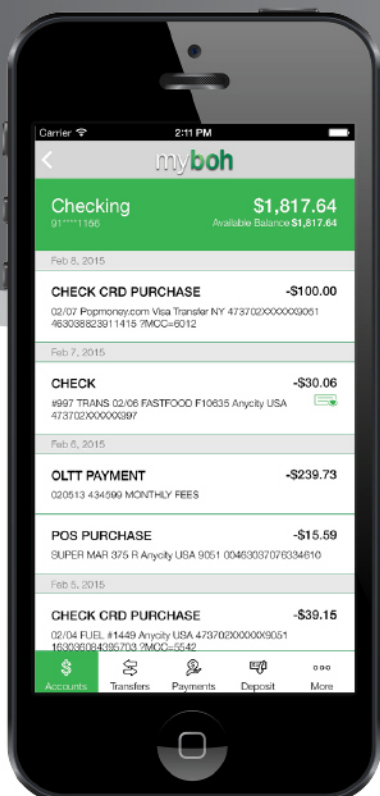 Carrier 2:11 PM
myboh
Checking $1,817.64
91****1156 Available Balance $1,817.64
Feb 8, 2015
CHECK CRD PURCHASE -$100.00
02/07 Popmoney.com Visa Transfer NY 473702XXXXXX9051
463038823911415 ?MCC=6012
Feb 7, 2015
CHECK -$30.06
#997 TRANS 02/06 FASTFOOD F10635 Anycity USA
473702XXXXXX997
Feb 6, 2015
OLTT PAYMENT -$239.73
020513 434599 MONTHLY FEES
POS PURCHASE -$15.59
SUPER MAR 375 R Anycity USA 9051 00463037076334610
Feb 5, 2015
CHECK CRD PURCHASE -$39.15
02/04 FUEL #1449 Anycity USA 473702XXXXXX9051
163036084395703 ?MCC=5542
Accounts Transfers Payments Deposit More